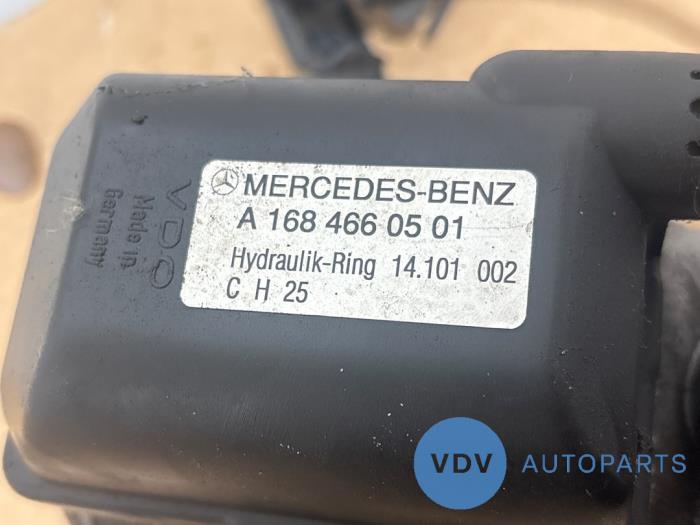 MERCEDES-BENZ
A 168 466 05 01
Hydraulik-Ring 14.101 002
C H 25
VDO
Made in
Germany
VDV AUTOPARTS